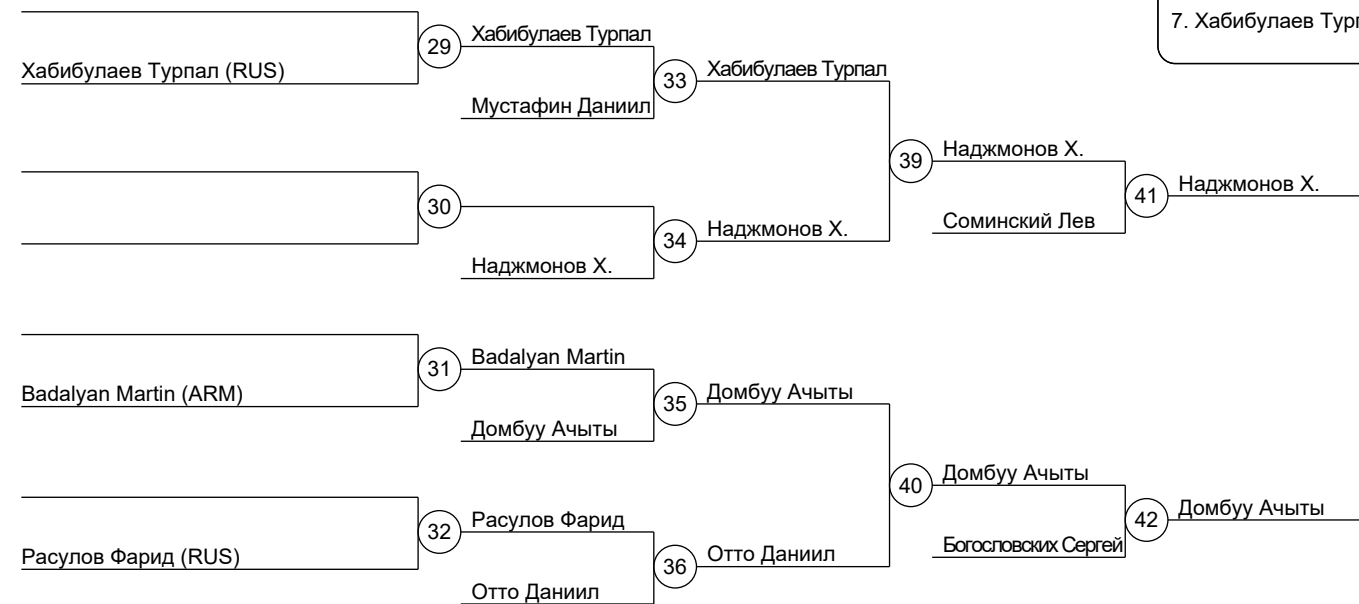 7. Хабибулаев
29
Хабибулаев Турпал
Хабибулаев Турпал (RUS)
33
Хабибулаев Турпал
Мустафин Даниил
39
Наджмонов Х.
30
41
Наджмонов Х.
34
Наджмонов Х.
Соминский Лев
Наджмонов Х.
31
Badalyan Martin
Badalyan Martin (ARM)
35
Домбуу Ачыты
Домбуу Ачыты
40
Домбуу Ачыты
32
Расулов Фарид
42
Домбуу Ачыты
Расулов Фарид (RUS)
36
Отто Даниил
Богословских Сергей
Отто Даниил